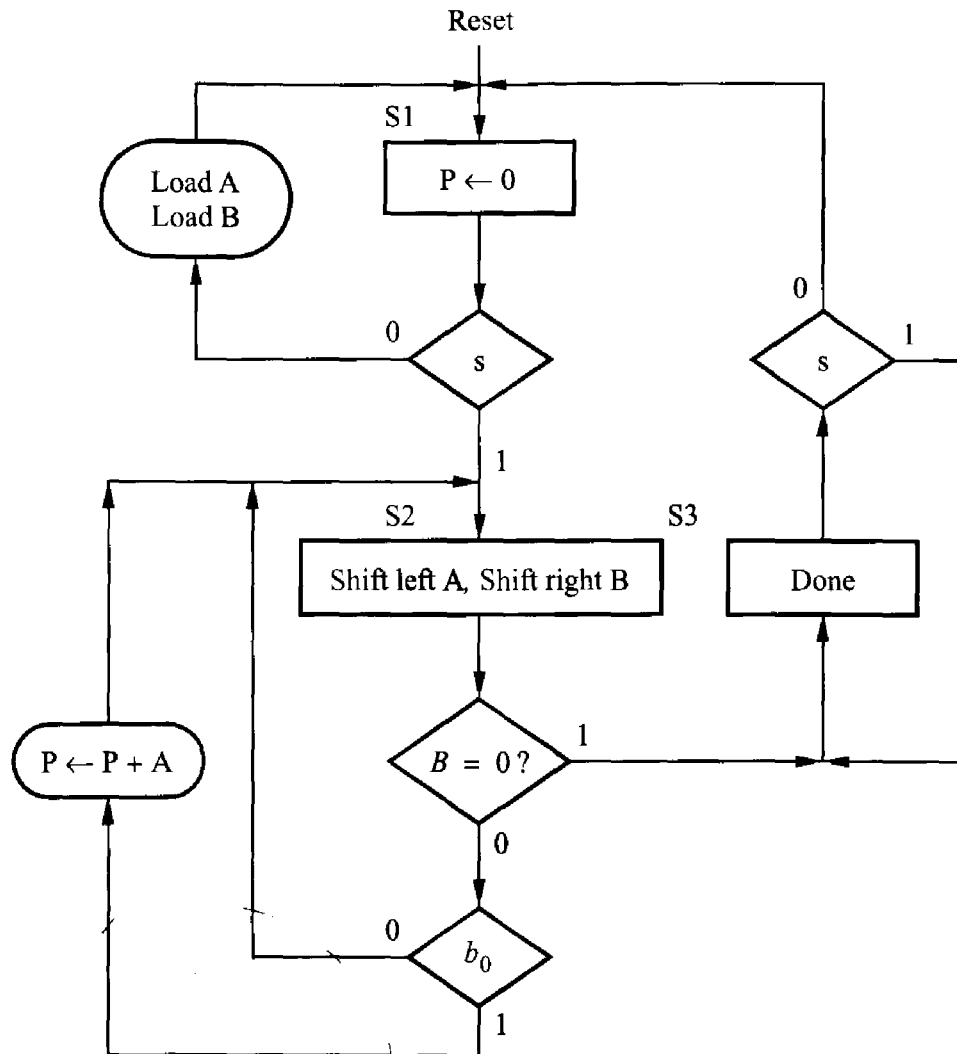 Reset
S1
P ← 0
Load A
Load B
0
s
1
0
s
1
S2
S3
Shift left A, Shift right B
Done
P ← P + A
B = 0 ?
1
0
0
b₀
1